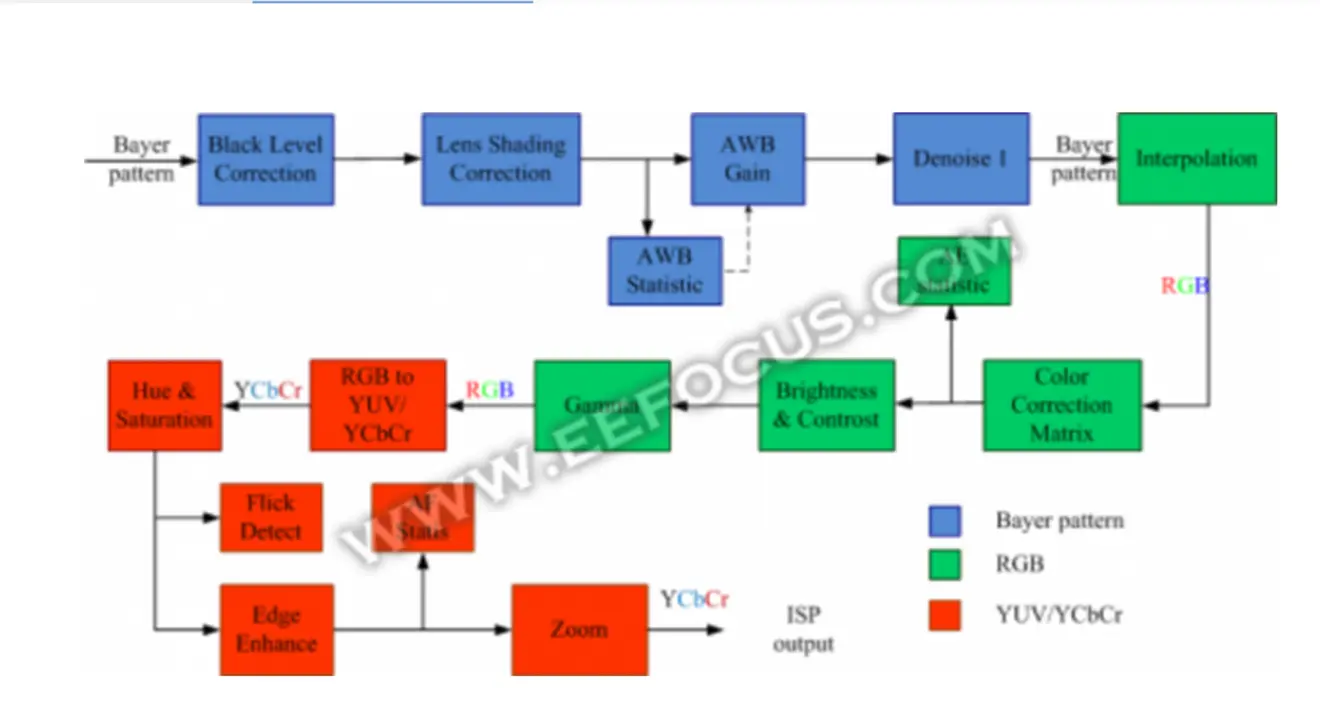 Bayer
pattern
Black Level
Correction
Lens Shading
Correction
AWB
Gain
Denoise 1
Bayer
pattern
Interpolation
AWB
Statistic
AE
Statistic
RGB
Hue &
Saturation
YCbCr
RGB to
YUV/
YCbCr
RGB
Gamma
Brightness
& Controst
Color
Correction
Matrix
Flick
Detect
AF
Statis
Edge
Enhance
Zoom
YCbCr
ISP
output
Bayer pattern
RGB
YUV/YCbCr
WWW.EEFOCUS.COM